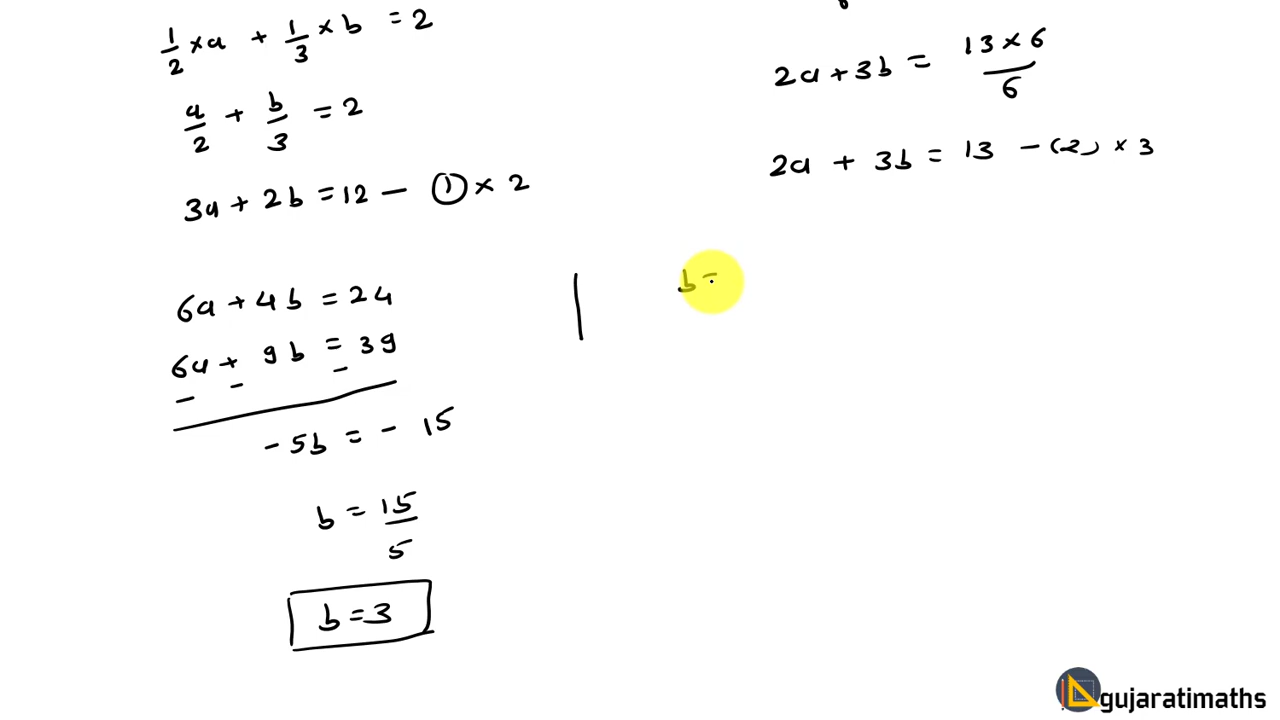 1/2 × a + 1/3 × b = 2
a/2 + b/3 = 2
3a + 2b = 12 — ① × 2
6a + 4b = 24
6a + 9b = 39
— — —
-5b = - 15
b = 15/5
b = 3
2a + 3b = 13 × 6/6
2a + 3b = 13 — (2) × 3
b =
gujaratimaths